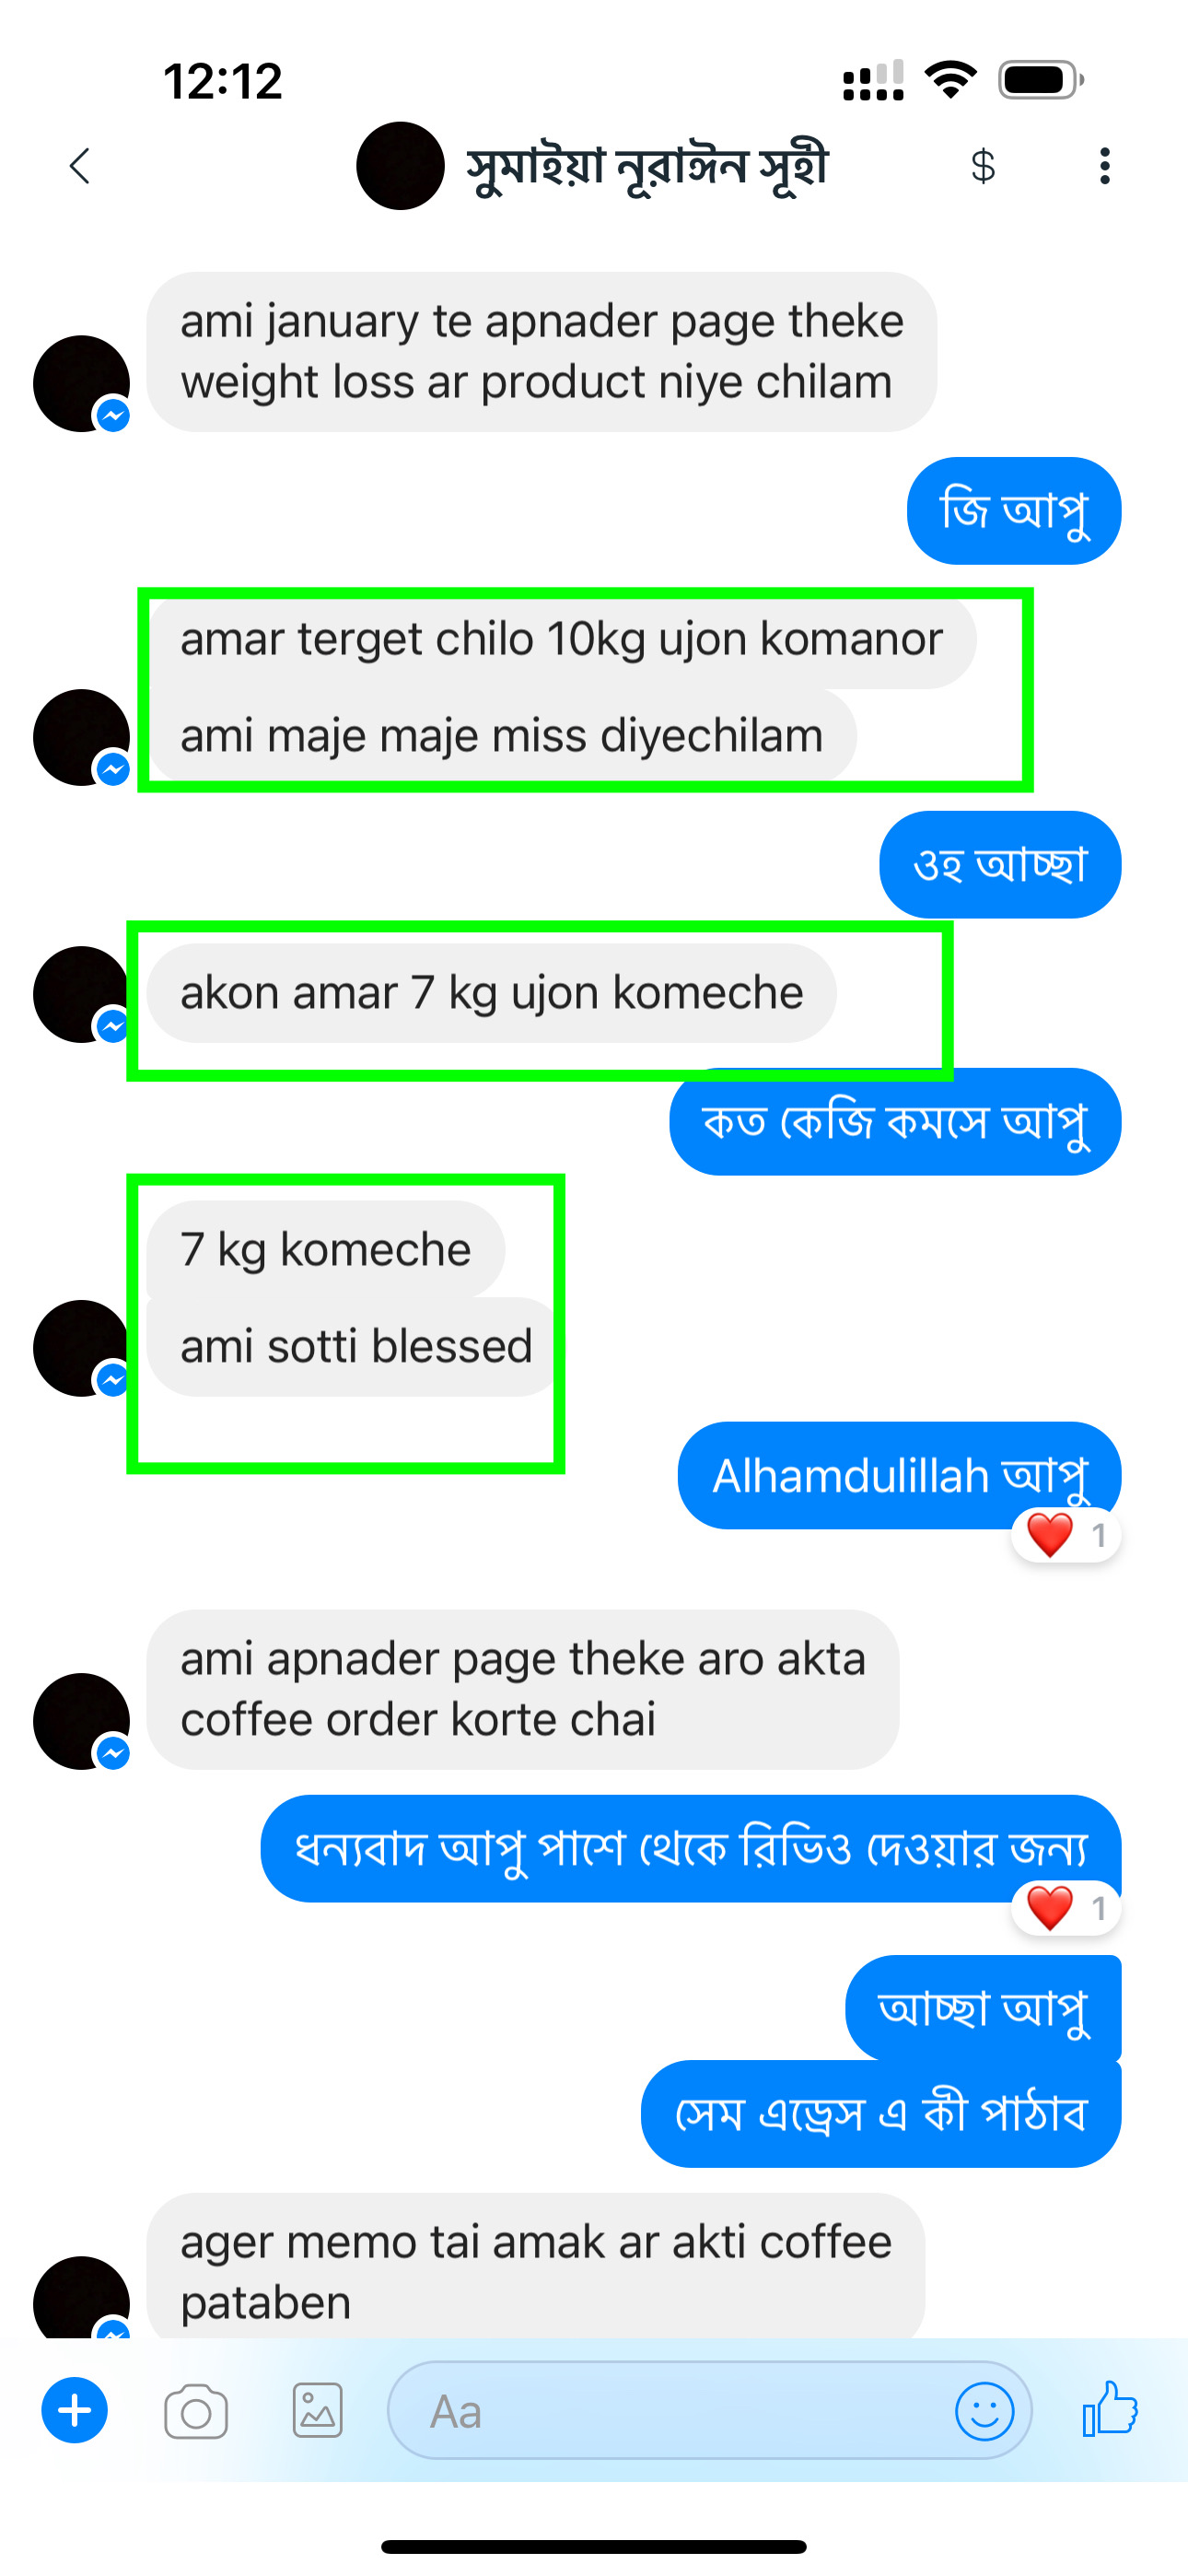 12:12
সুমাইয়া নূরাঈন সূহী
$
ami january te apnader page theke
weight loss ar product niye chilam
জি আপু
amar terget chilo 10kg ujon komanor
ami maje maje miss diyechilam
ওহ আচ্ছা
akon amar 7 kg ujon komeche
কত কেজি কমসে আপু
7 kg komeche
ami sotti blessed
Alhamdulillah আপু
1
ami apnader page theke aro akta
coffee order korte chai
ধন্যবাদ আপু পাশে থেকে রিভিও দেওয়ার জন্য
1
আচ্ছা আপু
সেম এড্রেস এ কী পাঠাব
ager memo tai amak ar akti coffee
pataben
Aa